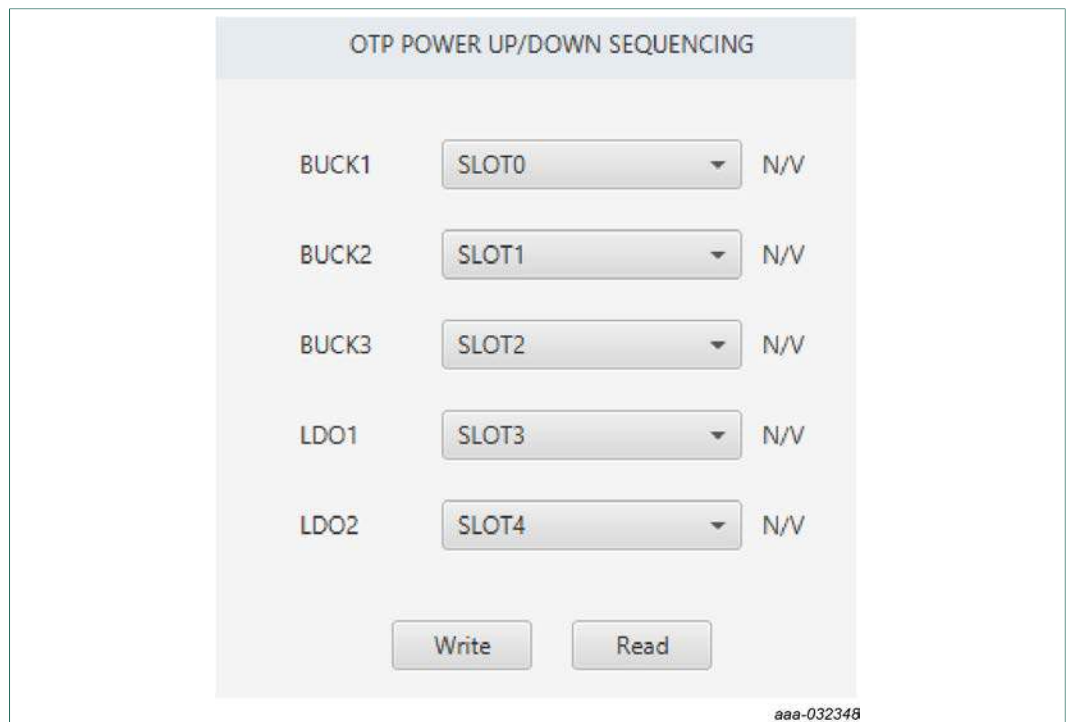 OTP POWER UP/DOWN SEQUENCING
BUCK1 SLOT0 N/V
BUCK2 SLOT1 N/V
BUCK3 SLOT2 N/V
LDO1 SLOT3 N/V
LDO2 SLOT4 N/V
Write Read
aaa-032348